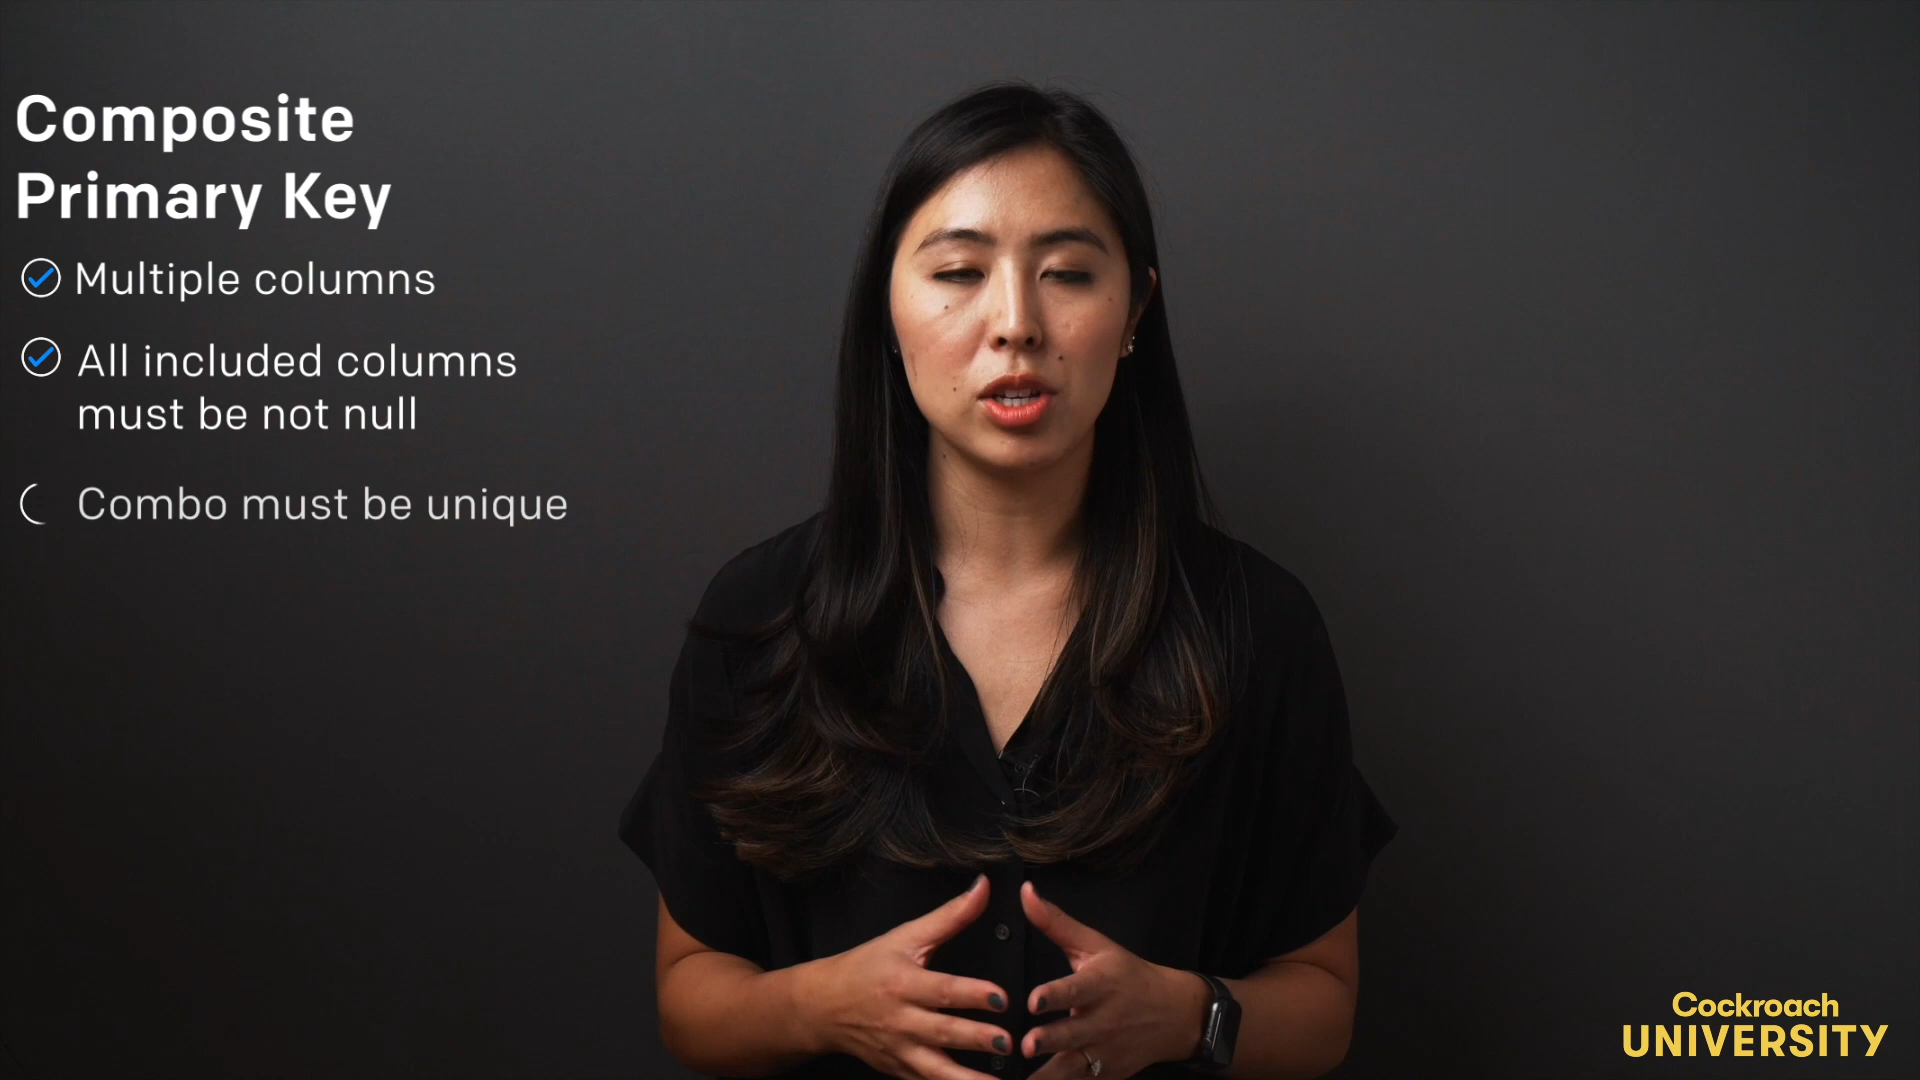 Composite
Primary Key
Multiple columns
All included columns
must be not null
Combo must be unique
Cockroach
UNIVERSITY